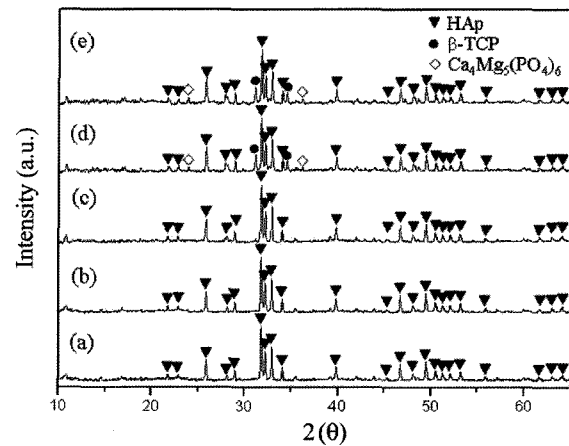 ▼ HAp
● β-TCP
◇ Ca₄Mg₅(PO₄)₆
(e)
(d)
(c)
(b)
(a)
Intensity (a.u.)
10 20 30 40 50 60
2 (θ)